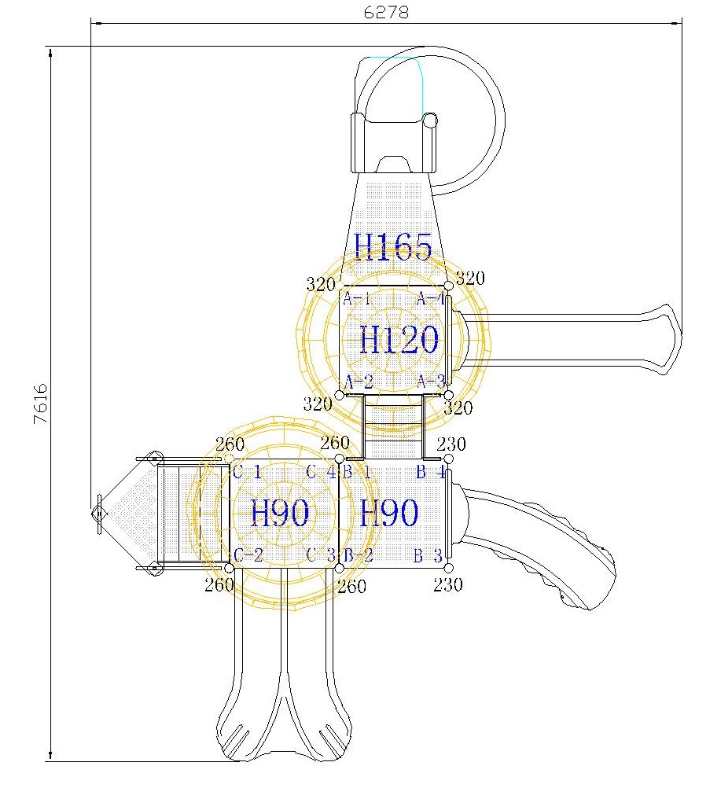 6278
7616
H165
320 320
A-1 A-4
H120
A-2 A-3
320 320
260 260 230
C-1 C-4 B-1 B-4
H90 H90
C-2 C-3 B-2 B-3
260 260 230